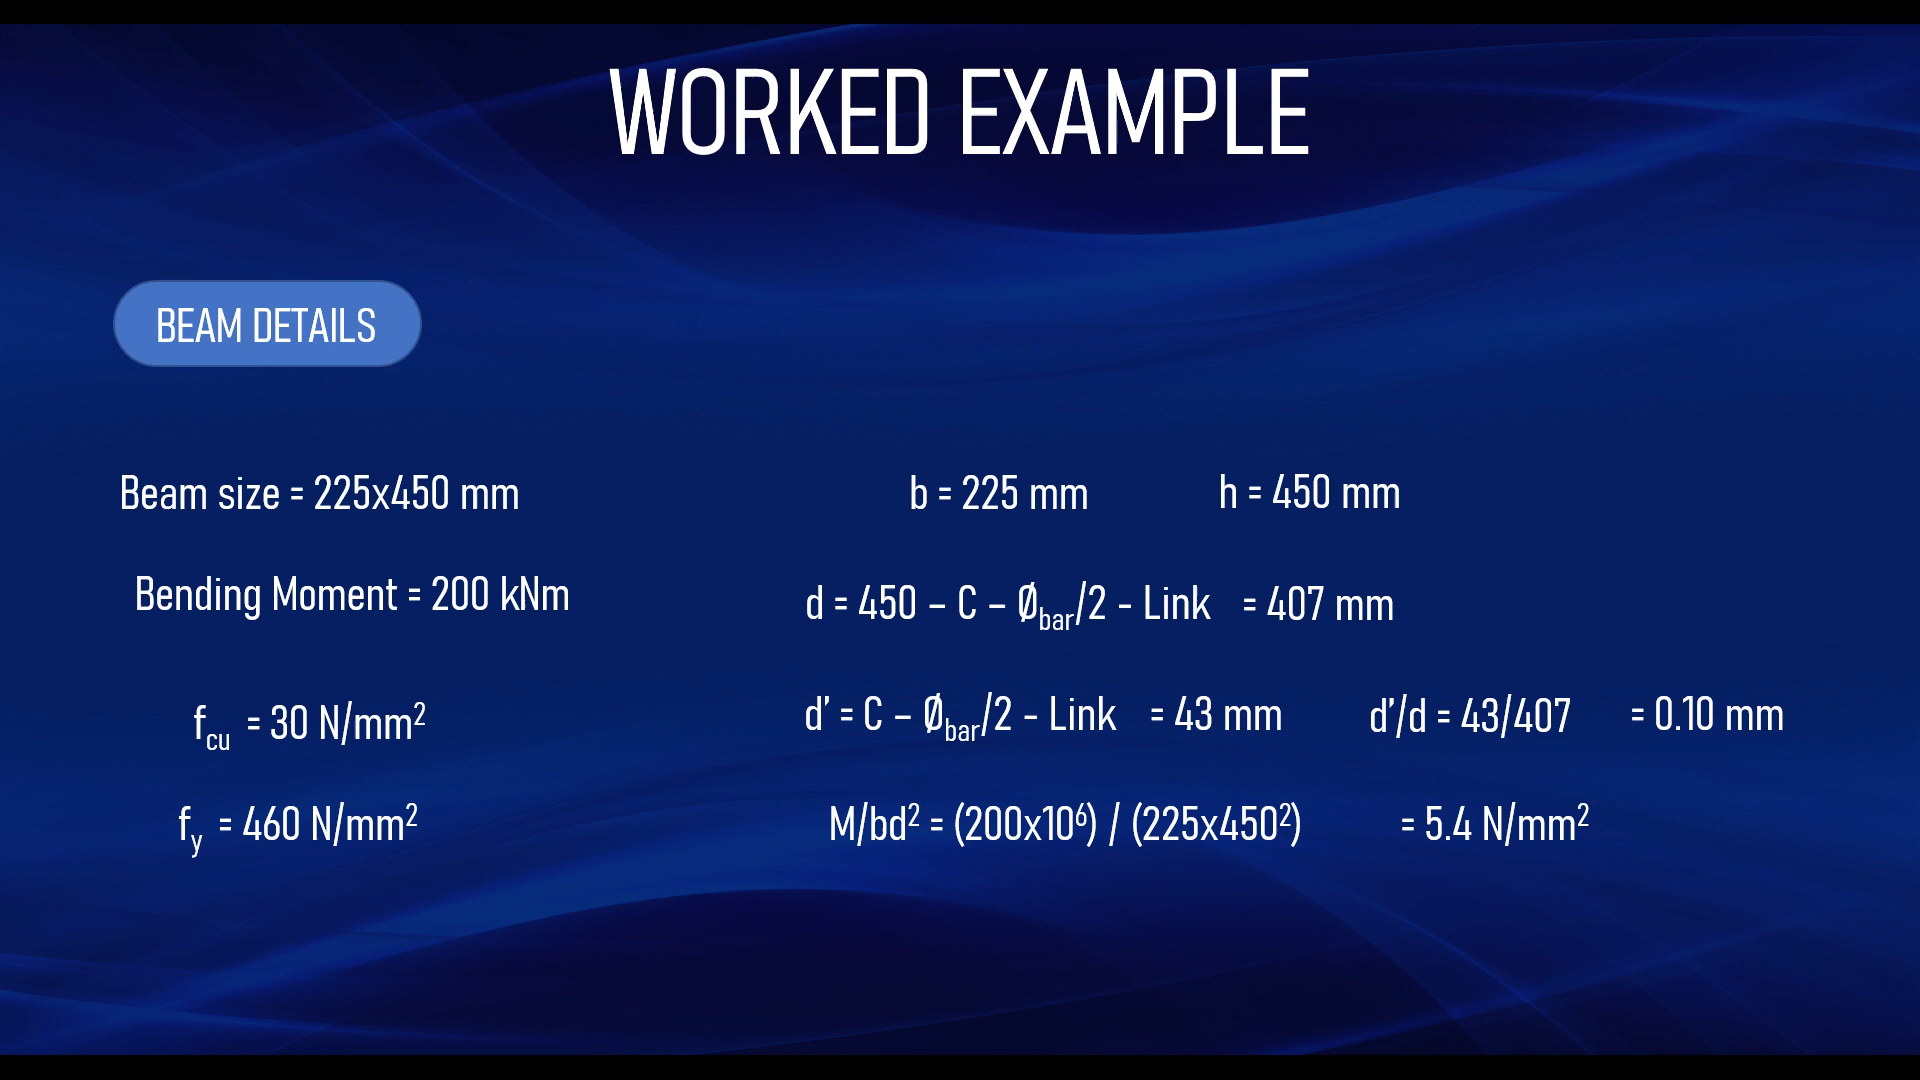 WORKED EXAMPLE
BEAM DETAILS
Beam size = 225x450 mm
b = 225 mm h = 450 mm
Bending Moment = 200 kNm
d = 450 – C – Øbar/2 - Link = 407 mm
fcu = 30 N/mm²
d’ = C – Øbar/2 - Link = 43 mm d’/d = 43/407 = 0.10 mm
fy = 460 N/mm²
M/bd² = (200x10⁶) / (225x450²) = 5.4 N/mm²